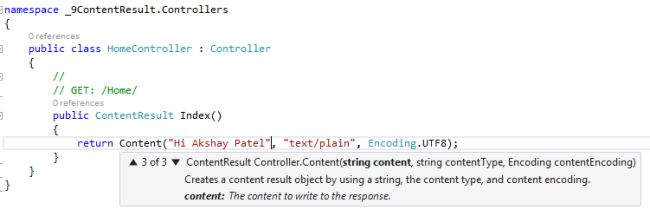 namespace _9ContentResult.Controllers
{
0 references
public class HomeController : Controller
{
//
// GET: /Home/
0 references
public ContentResult Index()
{
return Content("Hi Akshay Patel", "text/plain", Encoding.UTF8);
}
▲ 3 of 3 ▼ ContentResult Controller.Content(string content, string contentType, Encoding contentEncoding)
Creates a content result object by using a string, the content type, and content encoding.
content: The content to write to the response.
}
}